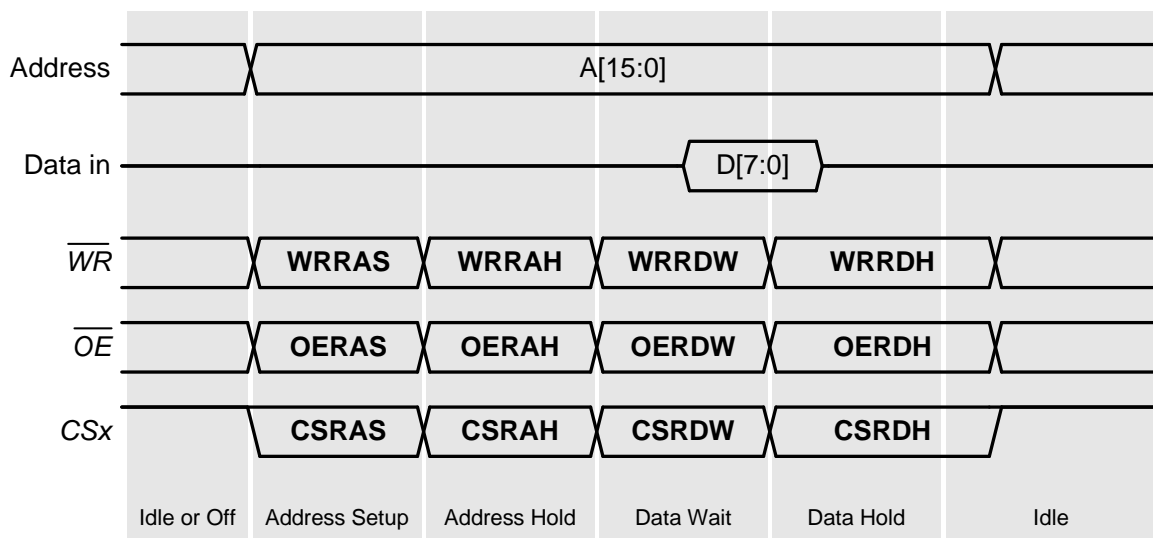 Address A[15:0]
Data in D[7:0]
WR WRRAS WRRAH WRRDW WRRDH
OE OERAS OERAH OERDW OERDH
CSx CSRAS CSRAH CSRDW CSRDH
Idle or Off Address Setup Address Hold Data Wait Data Hold Idle